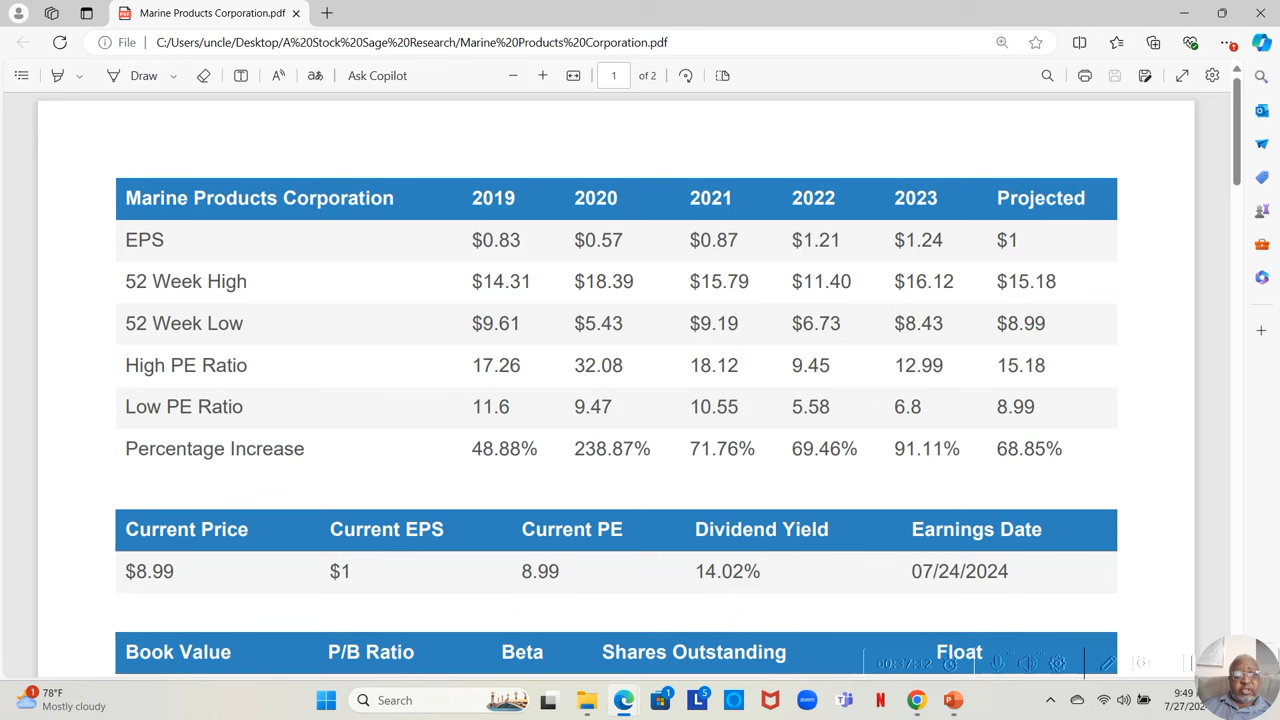 Marine Products Corporation.pdf
File C:/Users/uncle/Desktop/A%20Stock%20Sage%20Research/Marine%20Products%20Corporation.pdf
Draw
Ask Copilot
1 of 2
Marine Products Corporation 2019 2020 2021 2022 2023 Projected
EPS $0.83 $0.57 $0.87 $1.21 $1.24 $1
52 Week High $14.31 $18.39 $15.79 $11.40 $16.12 $15.18
52 Week Low $9.61 $5.43 $9.19 $6.73 $8.43 $8.99
High PE Ratio 17.26 32.08 18.12 9.45 12.99 15.18
Low PE Ratio 11.6 9.47 10.55 5.58 6.8 8.99
Percentage Increase 48.88% 238.87% 71.76% 69.46% 91.11% 68.85%
Current Price Current EPS Current PE Dividend Yield Earnings Date
$8.99 $1 8.99 14.02% 07/24/2024
Book Value P/B Ratio Beta Shares Outstanding Float
1 78°F
Mostly cloudy
Search
1
5
9:49
7/27/202